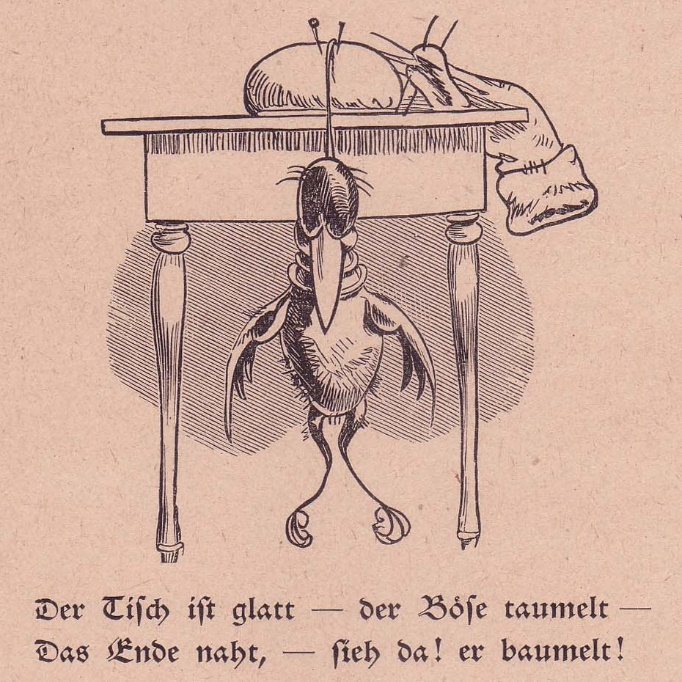 Der Tisch ist glatt — der Böse taumelt —
Das Ende naht, — sieh da! er baumelt!